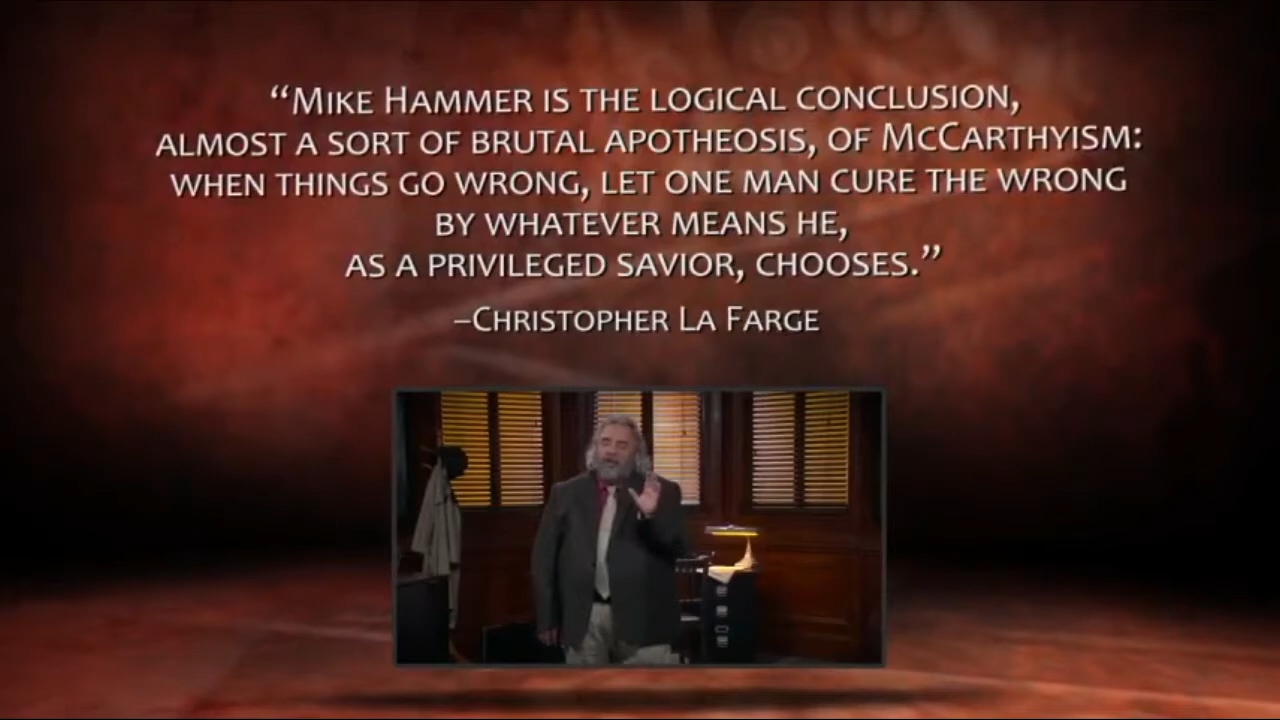 “MIKE HAMMER IS THE LOGICAL CONCLUSION,
ALMOST A SORT OF BRUTAL APOTHEOSIS, OF MCCARTHYISM:
WHEN THINGS GO WRONG, LET ONE MAN CURE THE WRONG
BY WHATEVER MEANS HE,
AS A PRIVILEGED SAVIOR, CHOOSES.”
–CHRISTOPHER LA FARGE